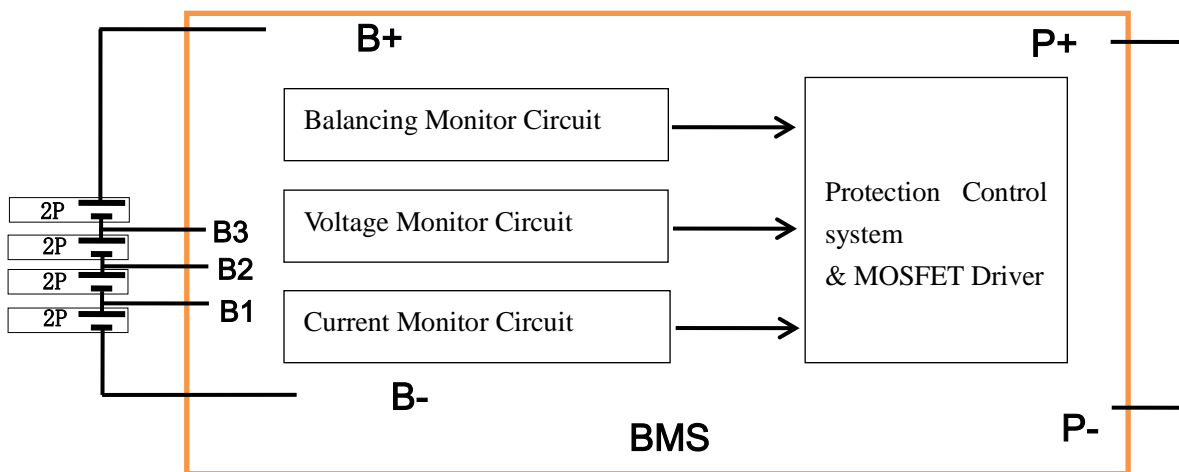 B+
P+
Balancing Monitor Circuit
Protection Control
system
& MOSFET Driver
2P
B3
Voltage Monitor Circuit
2P
B2
2P
B1
2P
Current Monitor Circuit
B-
P-
BMS